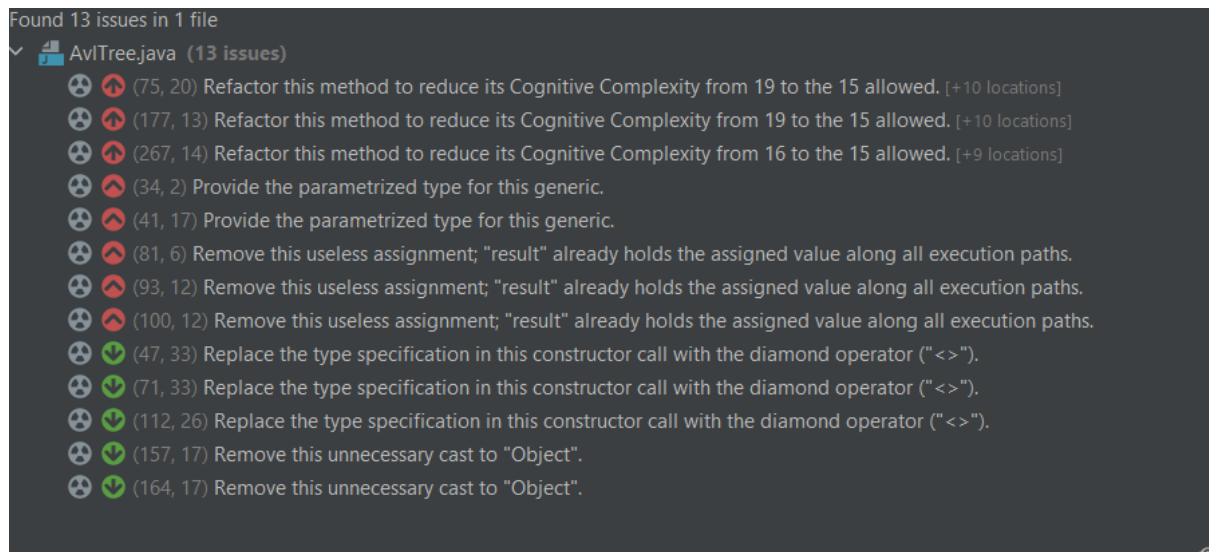 Found 13 issues in 1 file
AvlTree.java (13 issues)
(75, 20) Refactor this method to reduce its Cognitive Complexity from 19 to the 15 allowed. [+10 locations]
(177, 13) Refactor this method to reduce its Cognitive Complexity from 19 to the 15 allowed. [+10 locations]
(267, 14) Refactor this method to reduce its Cognitive Complexity from 16 to the 15 allowed. [+9 locations]
(34, 2) Provide the parametrized type for this generic.
(41, 17) Provide the parametrized type for this generic.
(81, 6) Remove this useless assignment; "result" already holds the assigned value along all execution paths.
(93, 12) Remove this useless assignment; "result" already holds the assigned value along all execution paths.
(100, 12) Remove this useless assignment; "result" already holds the assigned value along all execution paths.
(47, 33) Replace the type specification in this constructor call with the diamond operator ("<>").
(71, 33) Replace the type specification in this constructor call with the diamond operator ("<>").
(112, 26) Replace the type specification in this constructor call with the diamond operator ("<>").
(157, 17) Remove this unnecessary cast to "Object".
(164, 17) Remove this unnecessary cast to "Object".